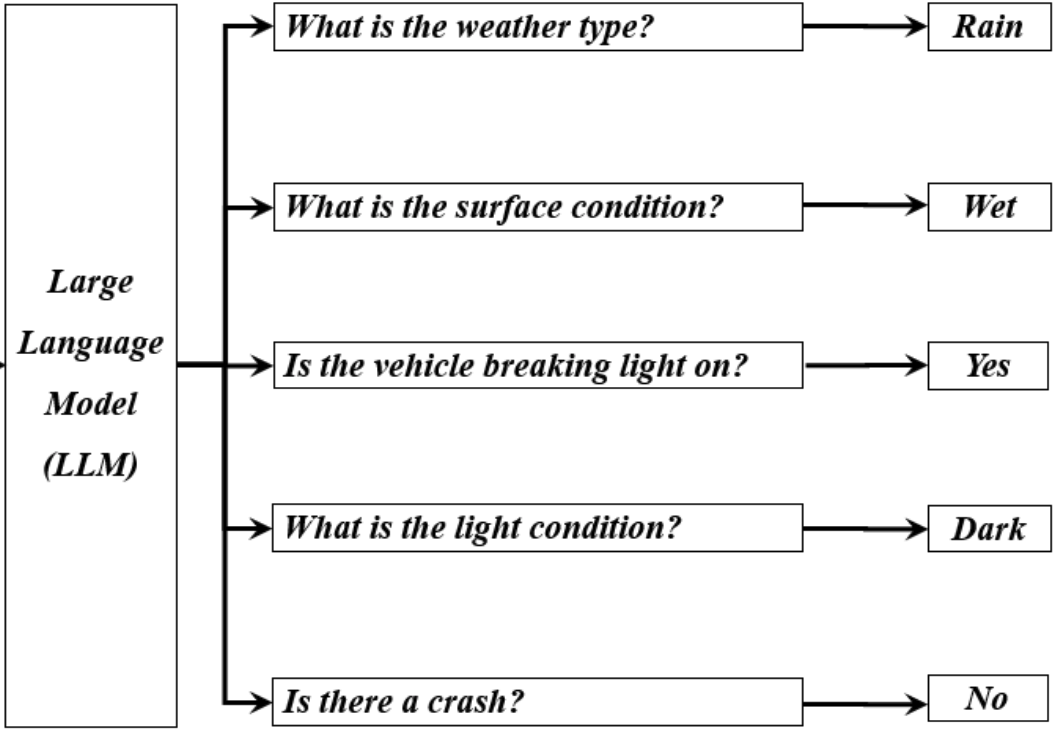 Large
Language
Model
(LLM)
What is the weather type?
Rain
What is the surface condition?
Wet
Is the vehicle breaking light on?
Yes
What is the light condition?
Dark
Is there a crash?
No